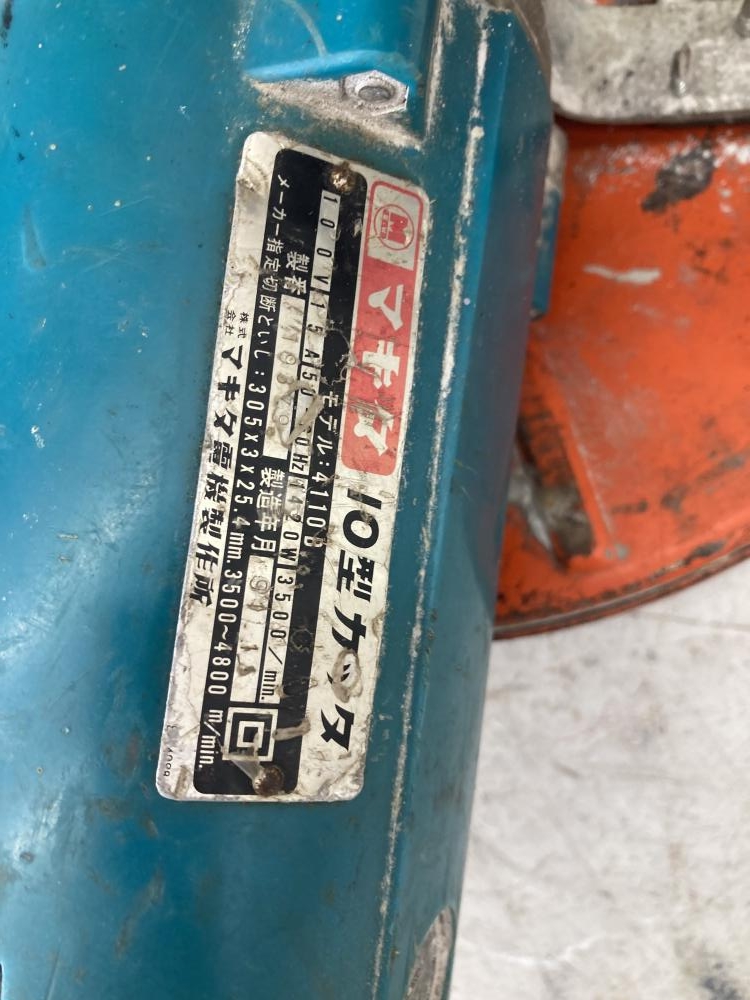 マキタ 10型カッタ
モデル:4110B
100V 15A 50-60Hz 1430W 3500/min.
製番 製造年月
メーカー指定切断といし:305x3x25.4mm. 3500~4800 m/min.
株式会社 マキタ電機製作所